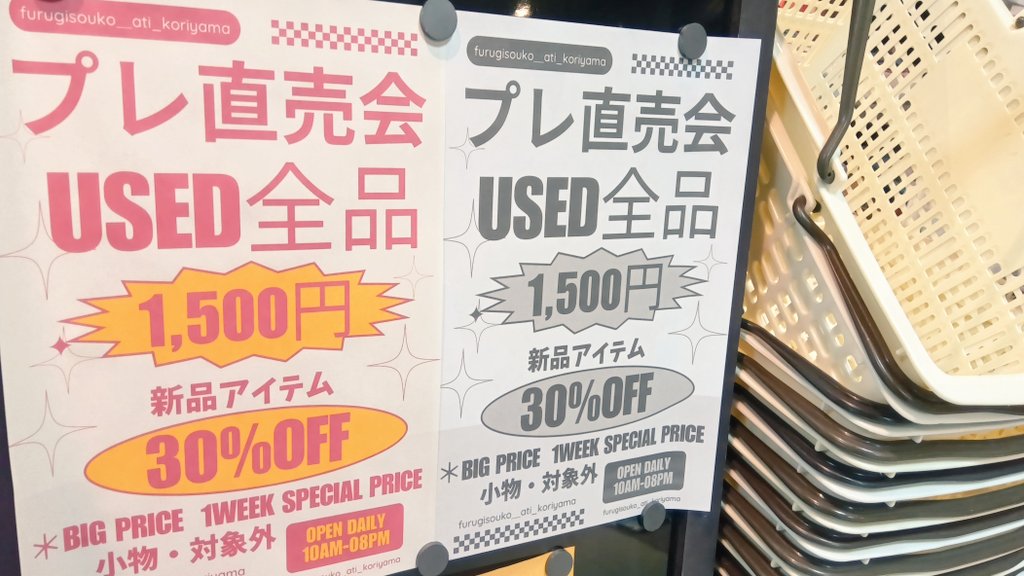 furugisouko__ati_koriyama
プレ直売会
USED全品
1,500円
新品アイテム
30%OFF
*BIG PRICE 1WEEK SPECIAL PRICE
小物・対象外
OPEN DAILY
10AM-08PM
furugisouko__ati_koriyama
プレ直売会
USED全品
1,500円
新品アイテム
30%OFF
*BIG PRICE 1WEEK SPECIAL PRICE
小物・対象外
OPEN DAILY
10AM-08PM
furugisouko__ati_koriyama
furugisouko__ati_koriyama